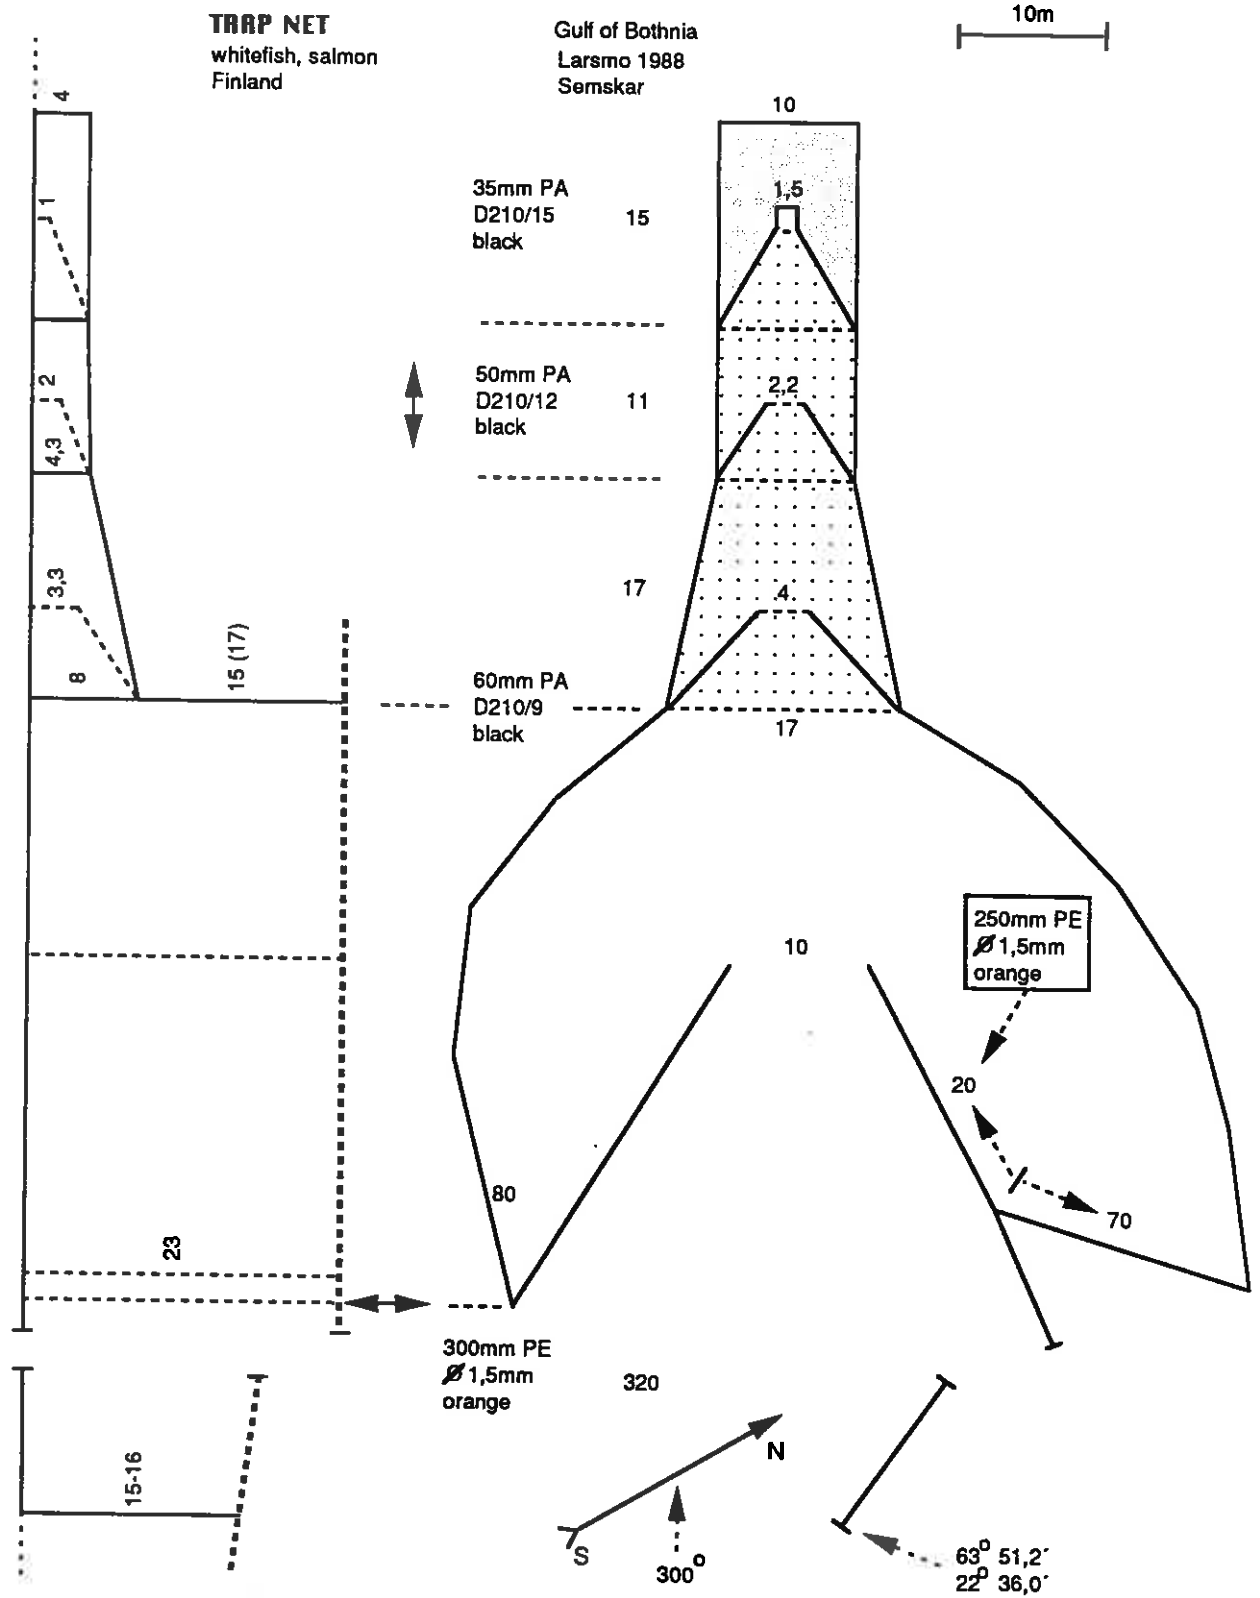 TRAP NET
whitefish, salmon
Finland
Gulf of Bothnia
Larsmo 1988
Semskar
10m
4
10
1
1,5
35mm PA
D210/15
black
15
2
2,2
50mm PA
D210/12
black
11
4,3
3,3
17
4
8
15 (17)
60mm PA
D210/9
black
17
10
250mm PE
Ø 1,5mm
orange
20
80
70
23
300mm PE
Ø 1,5mm
orange
320
15-16
N
S
300°
63° 51,2´
22° 36,0´